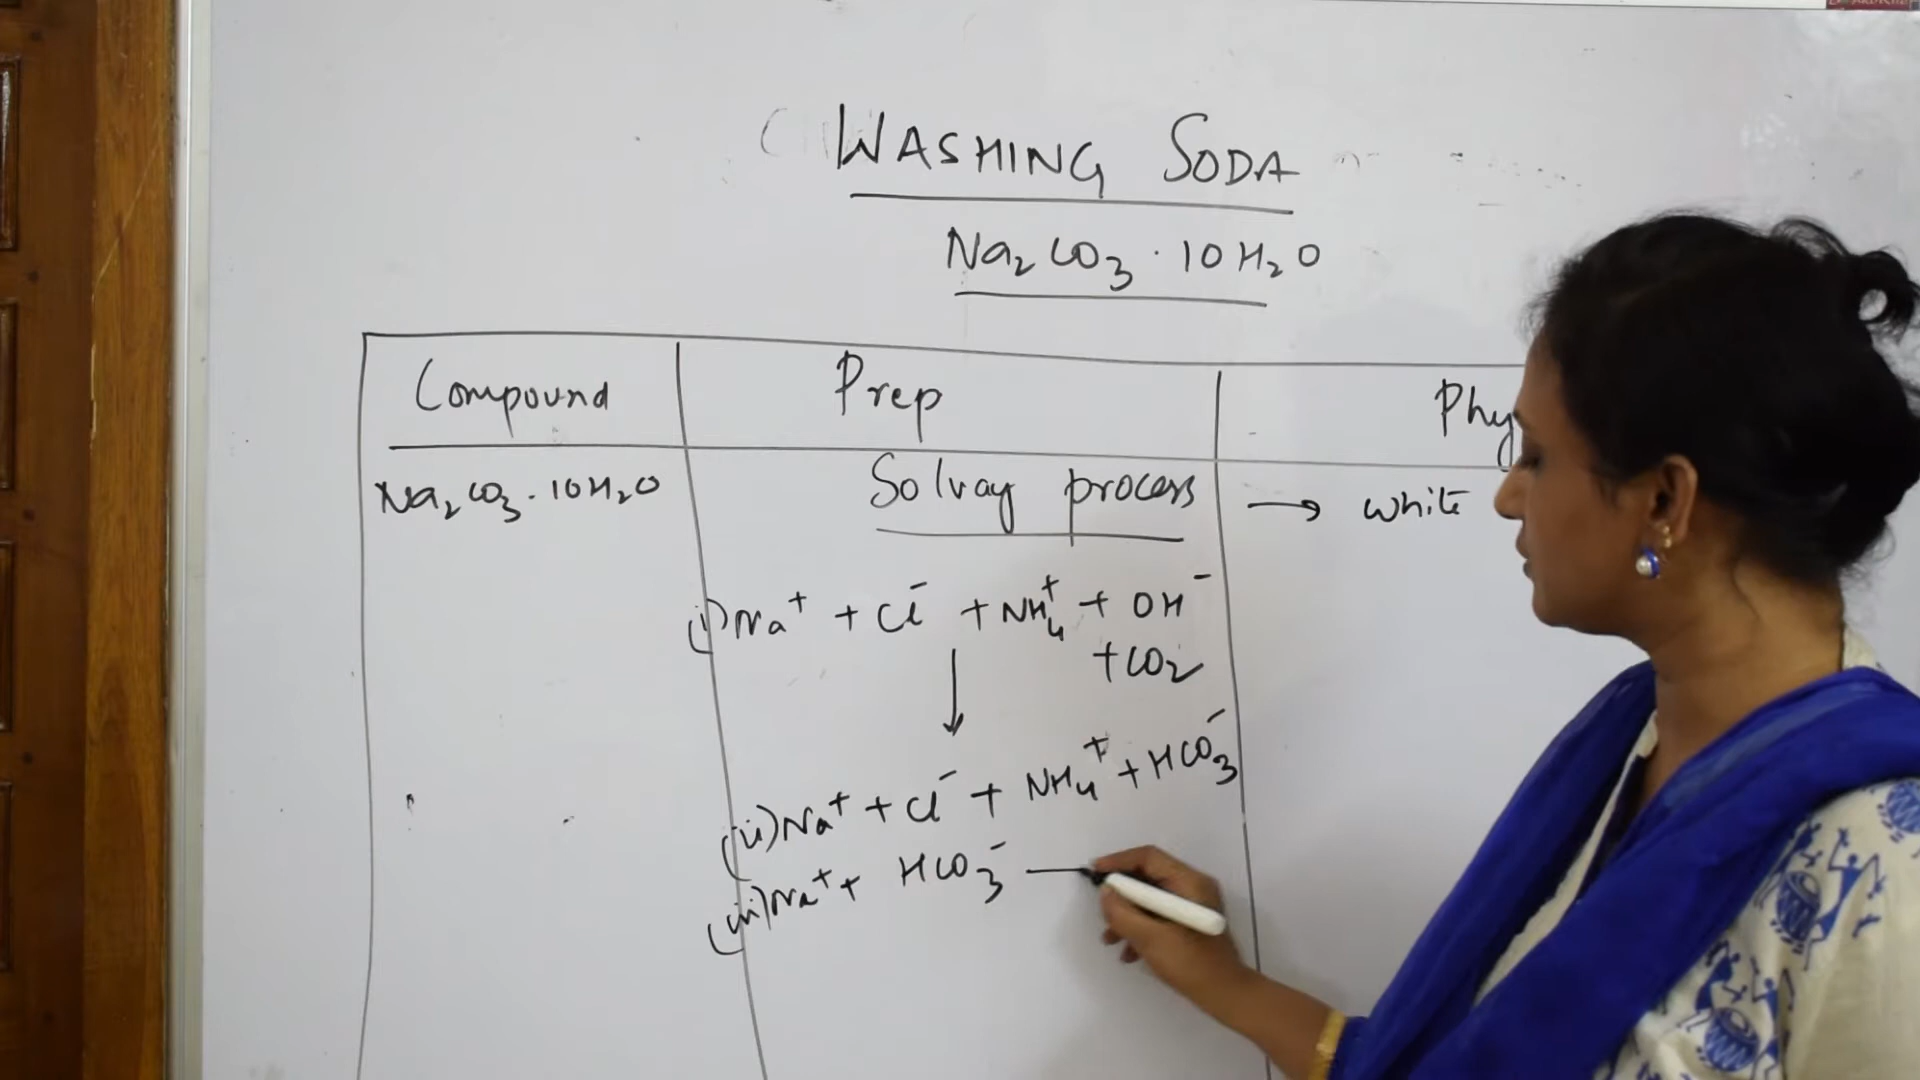 WASHING SODA
Na₂CO₃ · 10H₂O
Compound Prep Phy
Na₂CO₃ · 10H₂O Solvay process → white
(i) Na⁺ + Cl⁻ + NH₄⁺ + OH⁻
+ CO₂
↓
(ii) Na⁺ + Cl⁻ + NH₄⁺ + HCO₃⁻
(iii) Na⁺ + HCO₃⁻ —